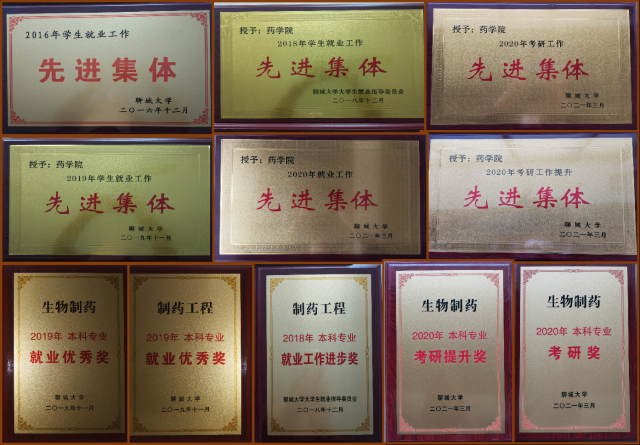 2016年学生就业工作
先进集体
聊城大学
二〇一六年十二月
授予：药学院
2018年学生就业工作
先进集体
聊城大学大学生就业指导委员会
二〇一八年十二月
授予：药学院
2020年考研工作
先进集体
聊城大学
二〇二一年三月
授予：药学院
2019年学生就业工作
先进集体
聊城大学
二〇一九年十一月
授予：药学院
2020年就业工作
先进集体
聊城大学
二〇二一年三月
授予：药学院
2020年考研工作提升
先进集体
聊城大学
二〇二一年三月
生物制药
2019年 本科专业
就业优秀奖
聊城大学
二〇一九年十一月
制药工程
2019年 本科专业
就业优秀奖
聊城大学
二〇一九年十一月
制药工程
2018年 本科专业
就业工作进步奖
聊城大学大学生就业指导委员会
二〇一八年十二月
生物制药
2020年 本科专业
考研提升奖
聊城大学
二〇二一年三月
生物制药
2020年 本科专业
考研奖
聊城大学
二〇二一年三月